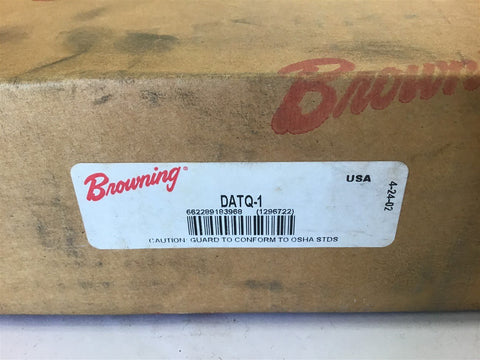 Browning
Browning®
USA
4-24-02
DATQ-1
662289183968 (1296722)
CAUTION: GUARD TO CONFORM TO OSHA STDS